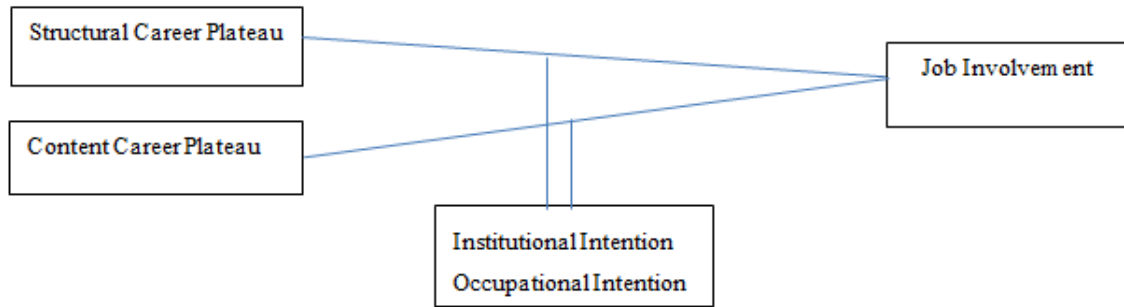 Structural Career Plateau
Job Involvement
Content Career Plateau
Institutional Intention
Occupational Intention